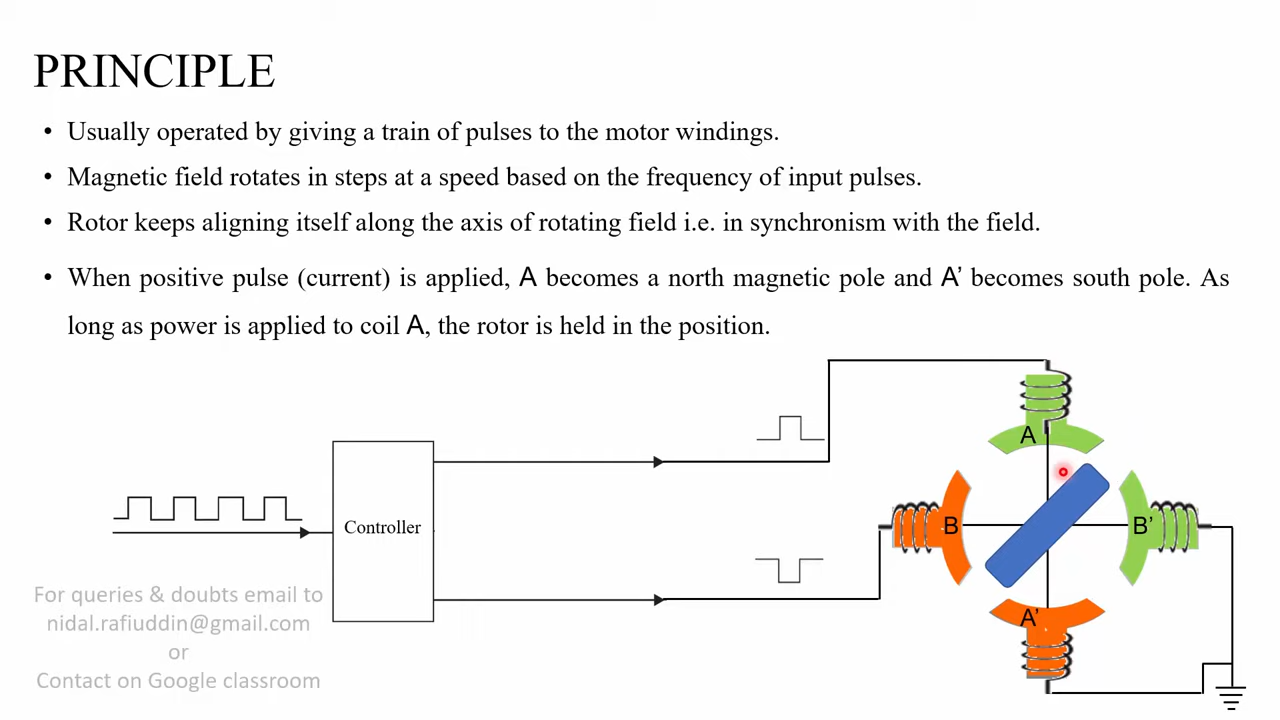 PRINCIPLE
• Usually operated by giving a train of pulses to the motor windings.
• Magnetic field rotates in steps at a speed based on the frequency of input pulses.
• Rotor keeps aligning itself along the axis of rotating field i.e. in synchronism with the field.
• When positive pulse (current) is applied, A becomes a north magnetic pole and A’ becomes south pole. As
long as power is applied to coil A, the rotor is held in the position.
A
Controller
B
B’
A’
For queries & doubts email to
nidal.rafiuddin@gmail.com
or
Contact on Google classroom